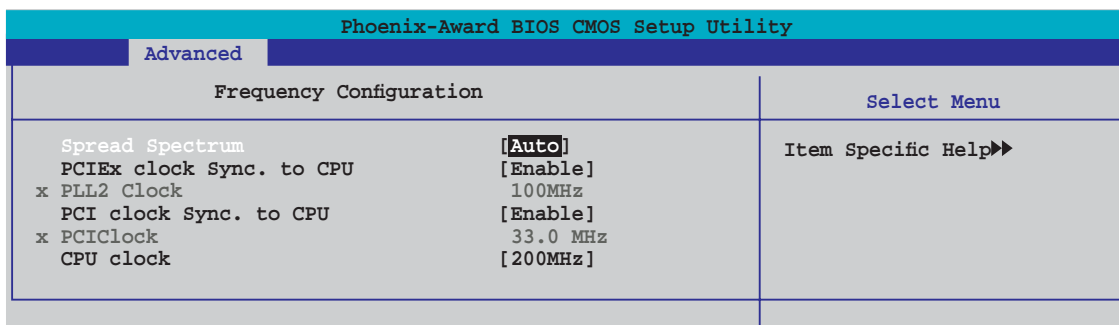 Phoenix-Award BIOS CMOS Setup Utility
Advanced
Frequency Configuration
Select Menu
Spread Spectrum [Auto]
Item Specific Help▶▶
PCIEx clock Sync. to CPU [Enable]
x PLL2 Clock 100MHz
PCI clock Sync. to CPU [Enable]
x PCIClock 33.0 MHz
CPU clock [200MHz]